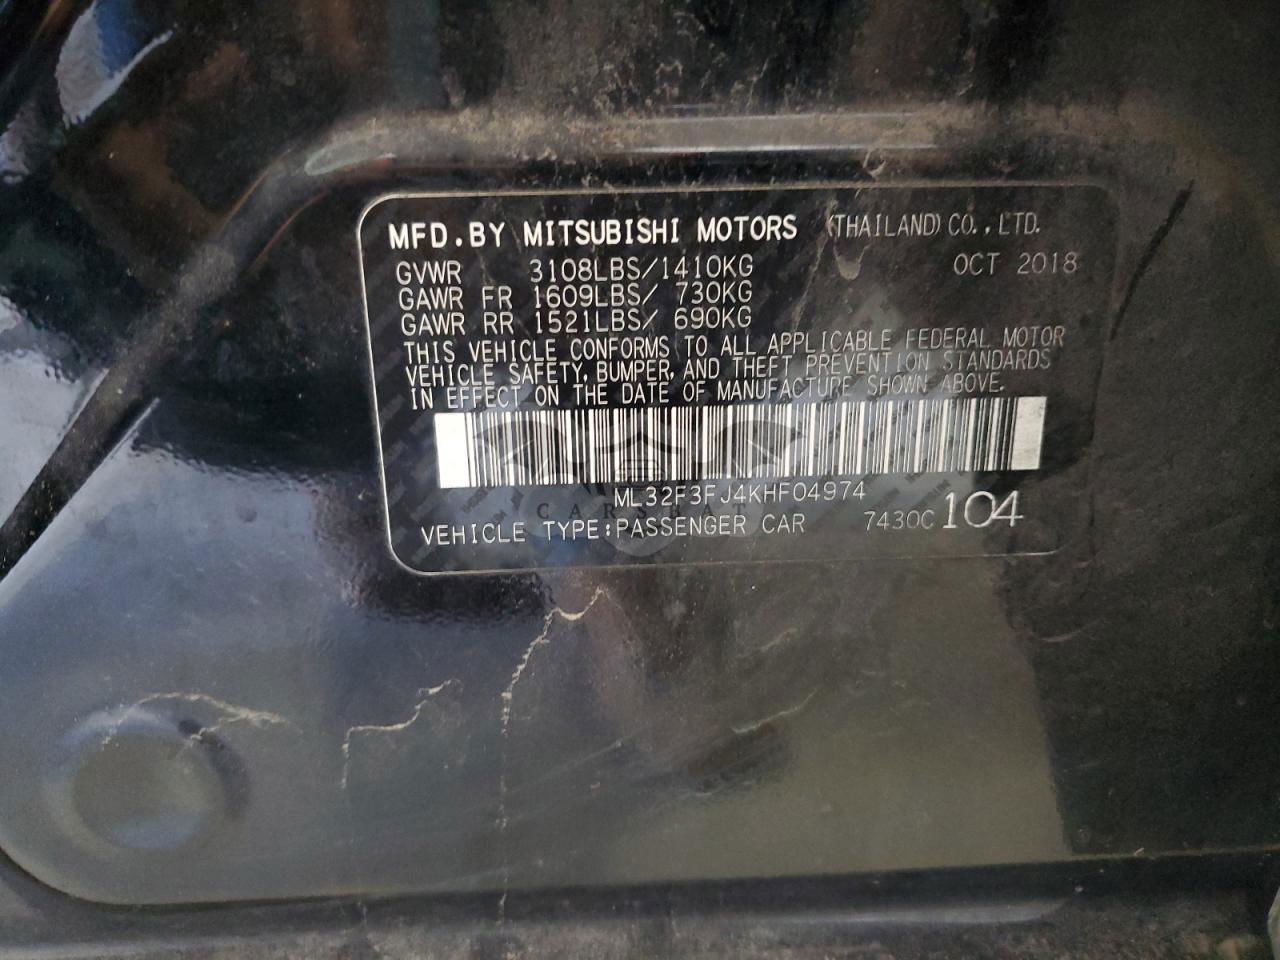 MFD.BY MITSUBISHI MOTORS (THAILAND) CO.,LTD.
GVWR 3108LBS/1410KG OCT 2018
GAWR FR 1609LBS/ 730KG
GAWR RR 1521LBS/ 690KG
THIS VEHICLE CONFORMS TO ALL APPLICABLE FEDERAL MOTOR
VEHICLE SAFETY, BUMPER, AND THEFT PREVENTION STANDARDS
IN EFFECT ON THE DATE OF MANUFACTURE SHOWN ABOVE.
ML32F3FJ4KHF04974
VEHICLE TYPE:PASSENGER CAR 7430C 104